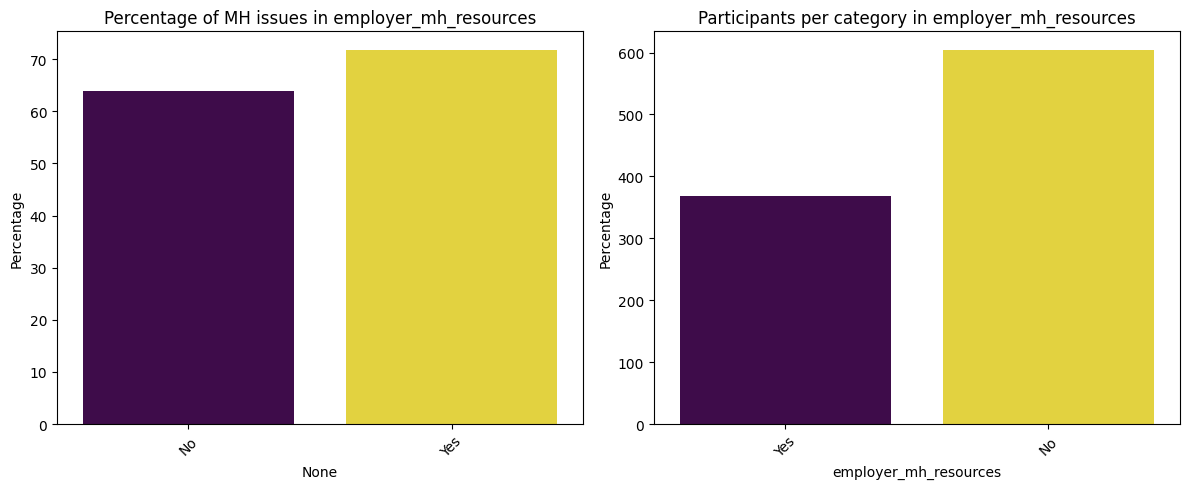 Percentage of MH issues in employer_mh_resources
Percentage
70
60
50
40
30
20
10
0
No
Yes
None
Participants per category in employer_mh_resources
Percentage
600
500
400
300
200
100
0
Yes
No
employer_mh_resources